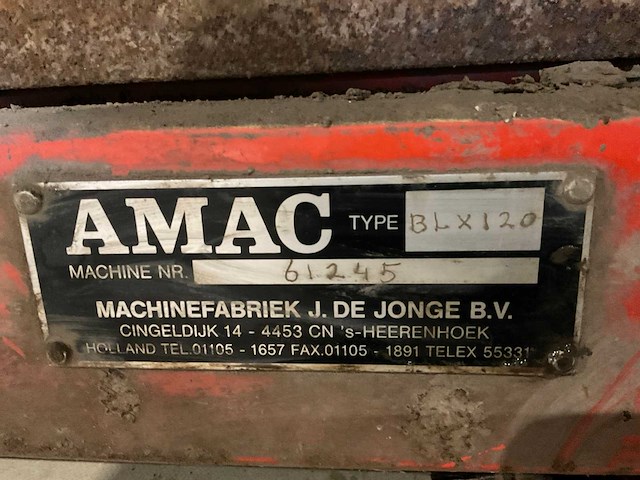 AMAC TYPE BLX120
MACHINE NR. 61245
MACHINEFABRIEK J. DE JONGE B.V.
CINGELDIJK 14 - 4453 CN 's-HEERENHOEK
HOLLAND TEL.01105 - 1657 FAX.01105 - 1891 TELEX 55331